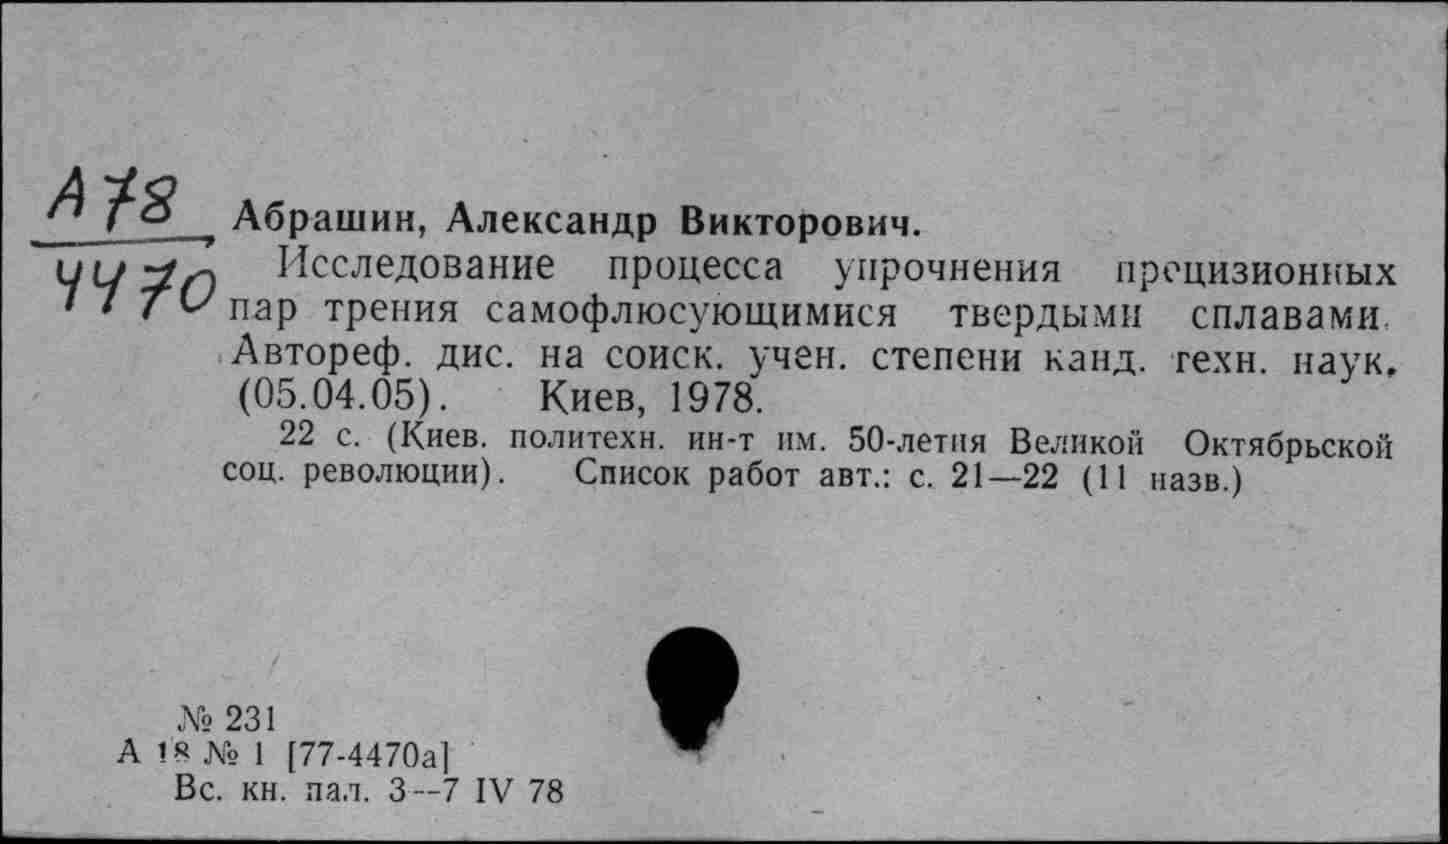 А78
4470
Абрашин, Александр Викторович.
Исследование процесса упрочнения прецизионных
пар трения самофлюсующимися твердыми сплавами.
Автореф. дис. на соиск. учен. степени канд. техн. наук.
(05.04.05). Киев, 1978.
22 с. (Киев. политехн. ин-т им. 50-летия Великой Октябрьской
соц. революции). Список работ авт.: с. 21—22 (11 назв.)
№ 231
А 18 № 1 [77-4470а]
Вс. кн. пал. 3—7 IV 78